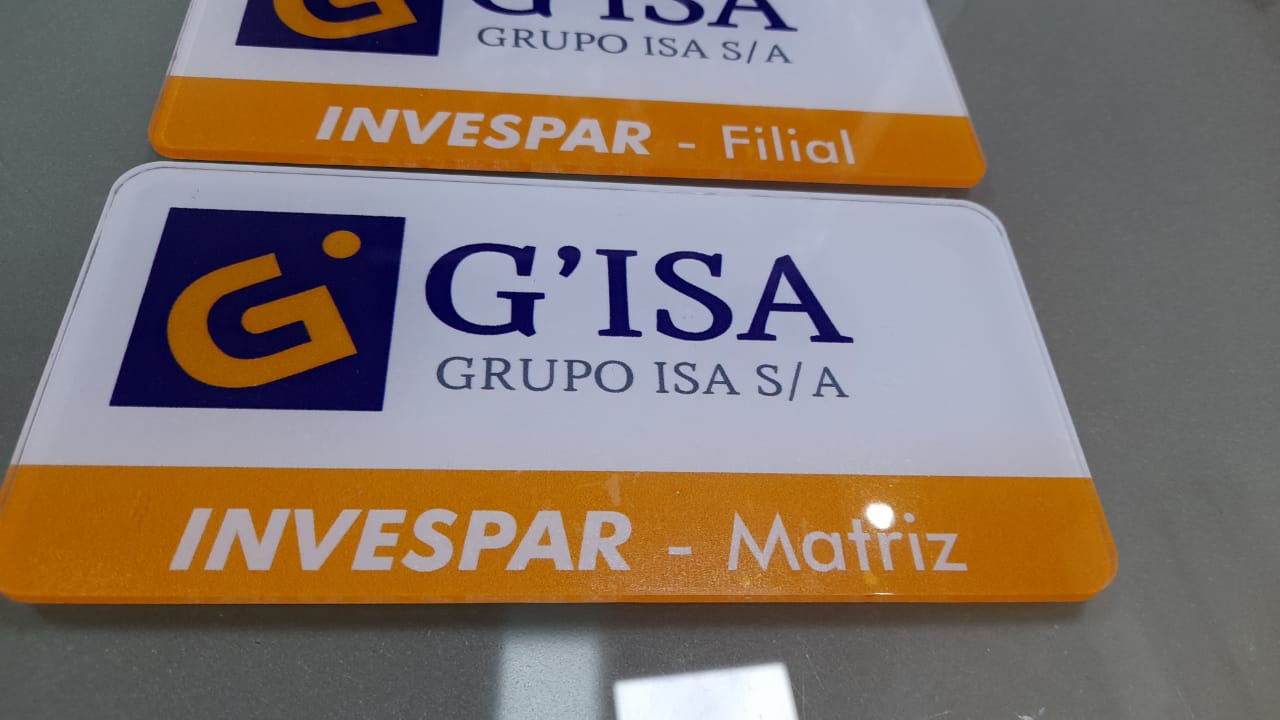 G'ISA
GRUPO ISA S/A
INVESPAR - Filial
G'ISA
GRUPO ISA S/A
INVESPAR - Matriz